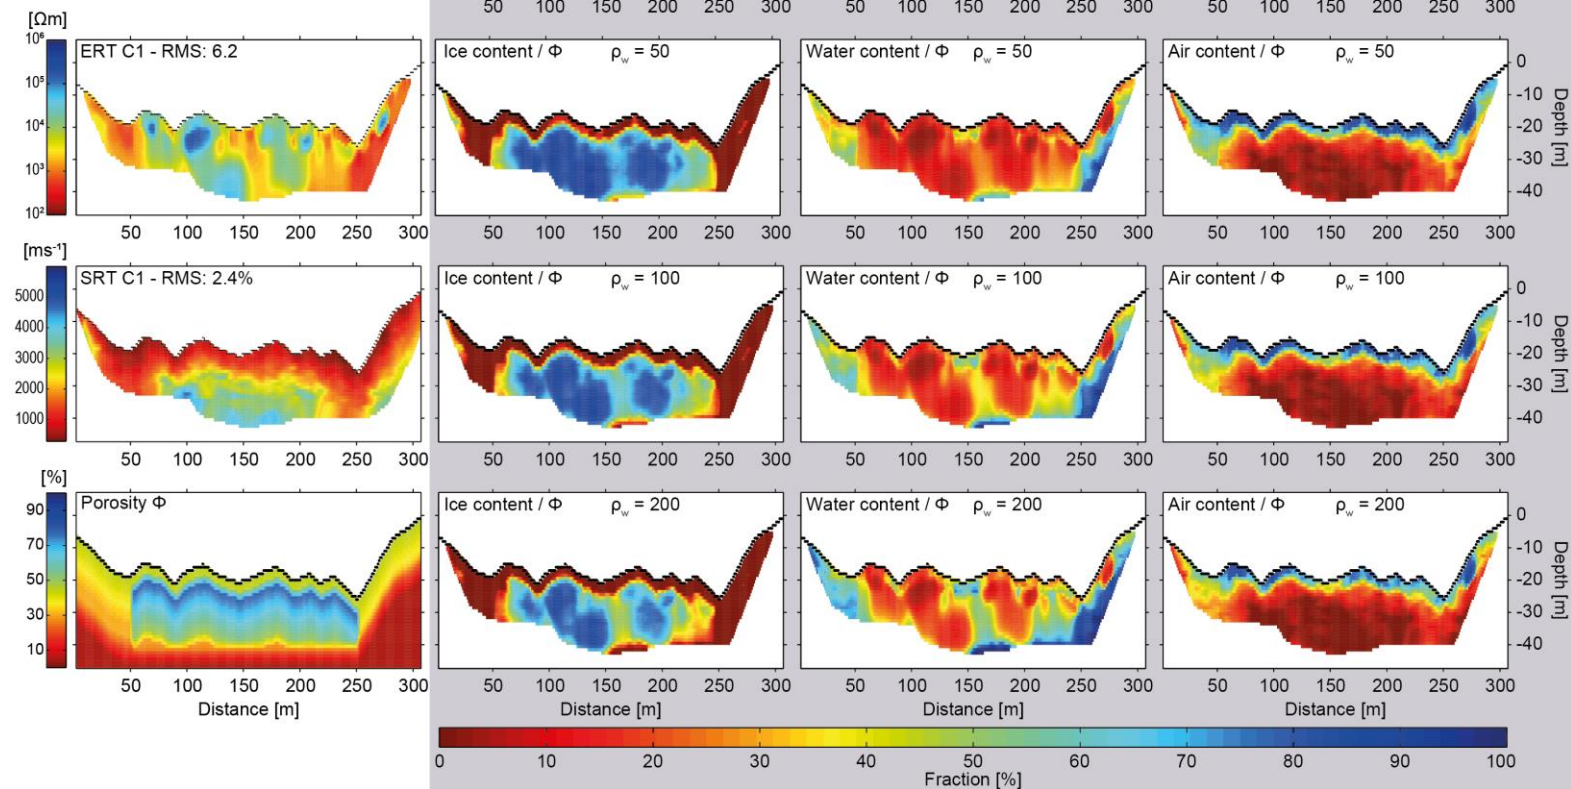 50 100 150 200 250 300 50 100 150 200 250 300 50 100 150 200 250 300
[Ωm]
10⁶
10⁵
10⁴
10³
10²
ERT C1 - RMS: 6.2
Ice content / Φ ρw = 50
Water content / Φ ρw = 50
Air content / Φ ρw = 50
0
-10
-20
-30
-40
Depth [m]
50 100 150 200 250 300 50 100 150 200 250 300 50 100 150 200 250 300 50 100 150 200 250 300
[ms⁻¹]
5000
4000
3000
2000
1000
SRT C1 - RMS: 2.4%
Ice content / Φ ρw = 100
Water content / Φ ρw = 100
Air content / Φ ρw = 100
0
-10
-20
-30
-40
Depth [m]
50 100 150 200 250 300 50 100 150 200 250 300 50 100 150 200 250 300 50 100 150 200 250 300
[%]
90
70
50
30
10
Porosity Φ
Ice content / Φ ρw = 200
Water content / Φ ρw = 200
Air content / Φ ρw = 200
0
-10
-20
-30
-40
Depth [m]
50 100 150 200 250 300 50 100 150 200 250 300 50 100 150 200 250 300 50 100 150 200 250 300
Distance [m] Distance [m] Distance [m] Distance [m]
0 10 20 30 40 50 60 70 80 90 100
Fraction [%]